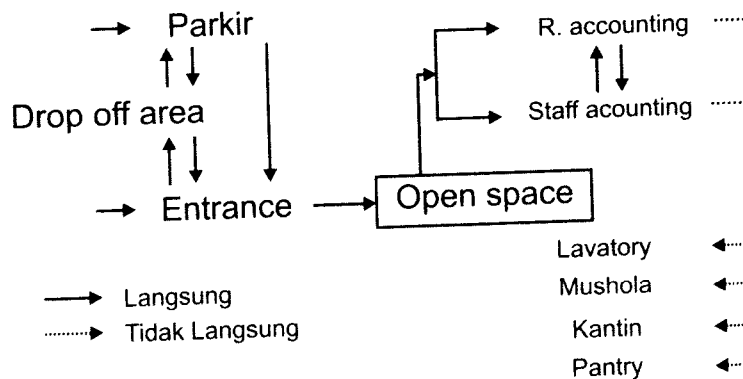 Parkir
R. accounting
Drop off area
Staff acounting
Entrance
Open space
Lavatory
Langsung
Mushola
Tidak Langsung
Kantin
Pantry